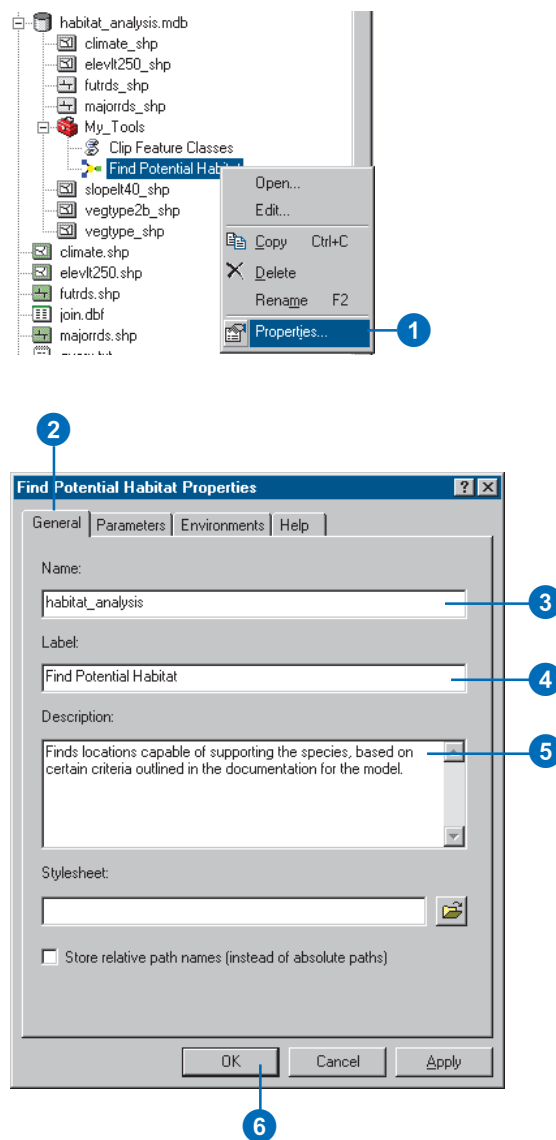 habitat_analysis.mdb
climate_shp
elevlt250_shp
futrds_shp
majorrds_shp
My_Tools
Clip Feature Classes
Find Potential Habitat
slopelt40_shp
vegtype2b_shp
vegtype_shp
climate.shp
elevlt250.shp
futrds.shp
join.dbf
majorrds.shp
Open...
Edit...
Copy Ctrl+C
Delete
Rename F2
Properties...
1
2
Find Potential Habitat Properties
General Parameters Environments Help
Name:
habitat_analysis
3
Label:
Find Potential Habitat
4
Description:
Finds locations capable of supporting the species, based on
certain criteria outlined in the documentation for the model.
5
Stylesheet:
Store relative path names (instead of absolute paths)
OK Cancel Apply
6